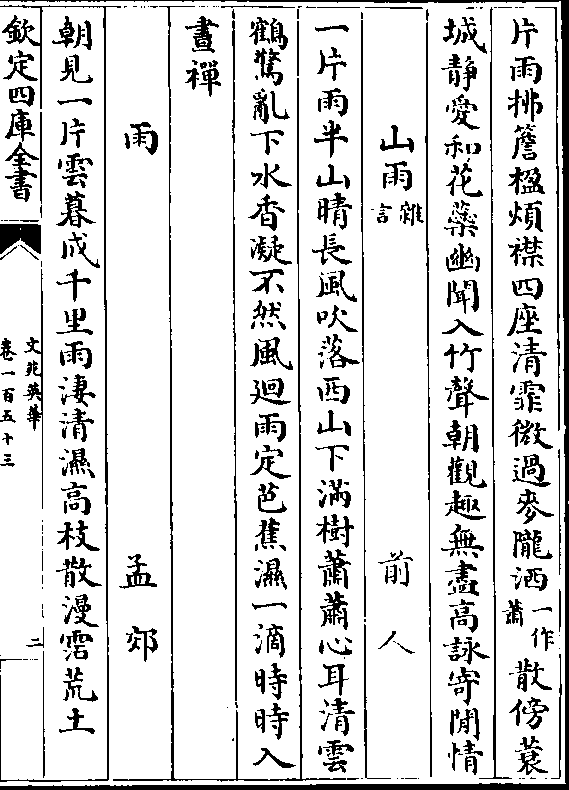 片雨拂簷楹煩襟四座清霏微過麥隴洒一作蕭散傍莎
城静愛和花藥幽聞入竹聲朝觀趣無盡高詠寄閒情
山雨雜言 前人
一片雨半山晴長風吹落西山下滿樹蕭蕭心耳清雲
鶴驚亂下水香凝不然風迴雨定芭蕉濕一滴時時入
晝禪
雨 孟郊
朝見一片雲暮成千里雨淒清濕高枝散漫霑荒土
欽定四庫全書
文苑英華
卷一百五十三
二